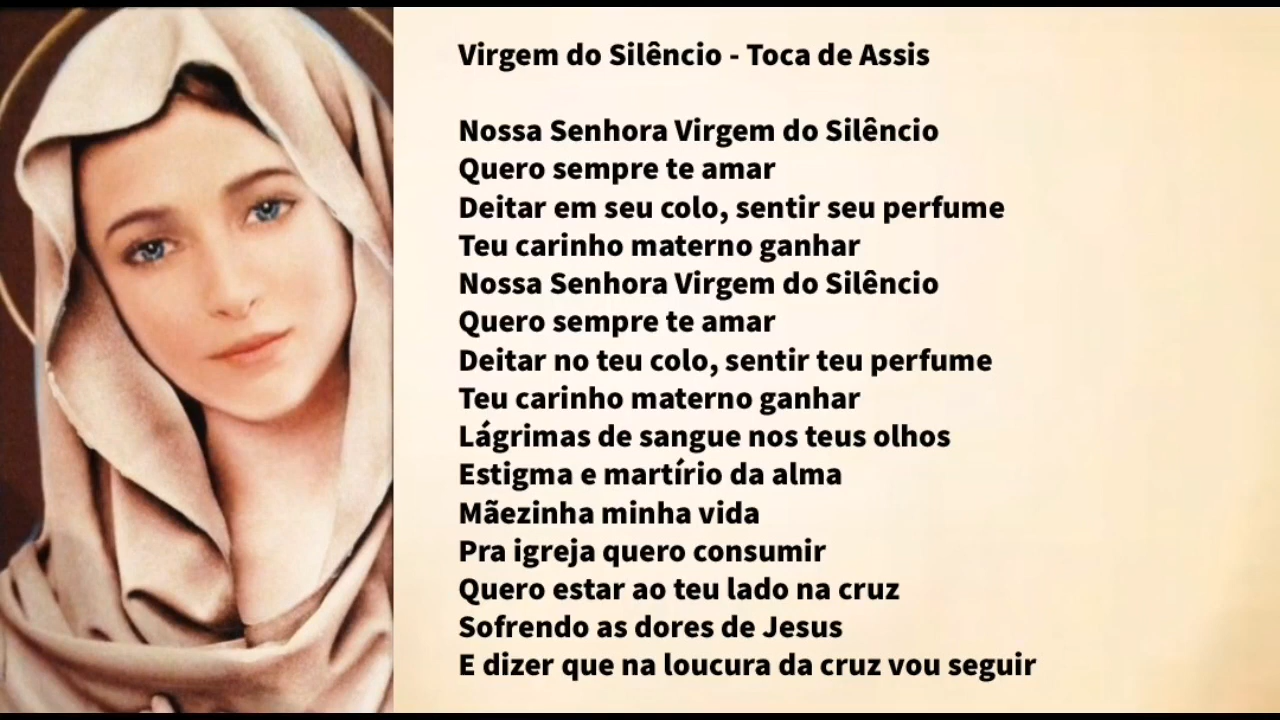 Virgem do Silêncio - Toca de Assis
Nossa Senhora Virgem do Silêncio
Quero sempre te amar
Deitar em seu colo, sentir seu perfume
Teu carinho materno ganhar
Nossa Senhora Virgem do Silêncio
Quero sempre te amar
Deitar no teu colo, sentir teu perfume
Teu carinho materno ganhar
Lágrimas de sangue nos teus olhos
Estigma e martírio da alma
Mãezinha minha vida
Pra igreja quero consumir
Quero estar ao teu lado na cruz
Sofrendo as dores de Jesus
E dizer que na loucura da cruz vou seguir